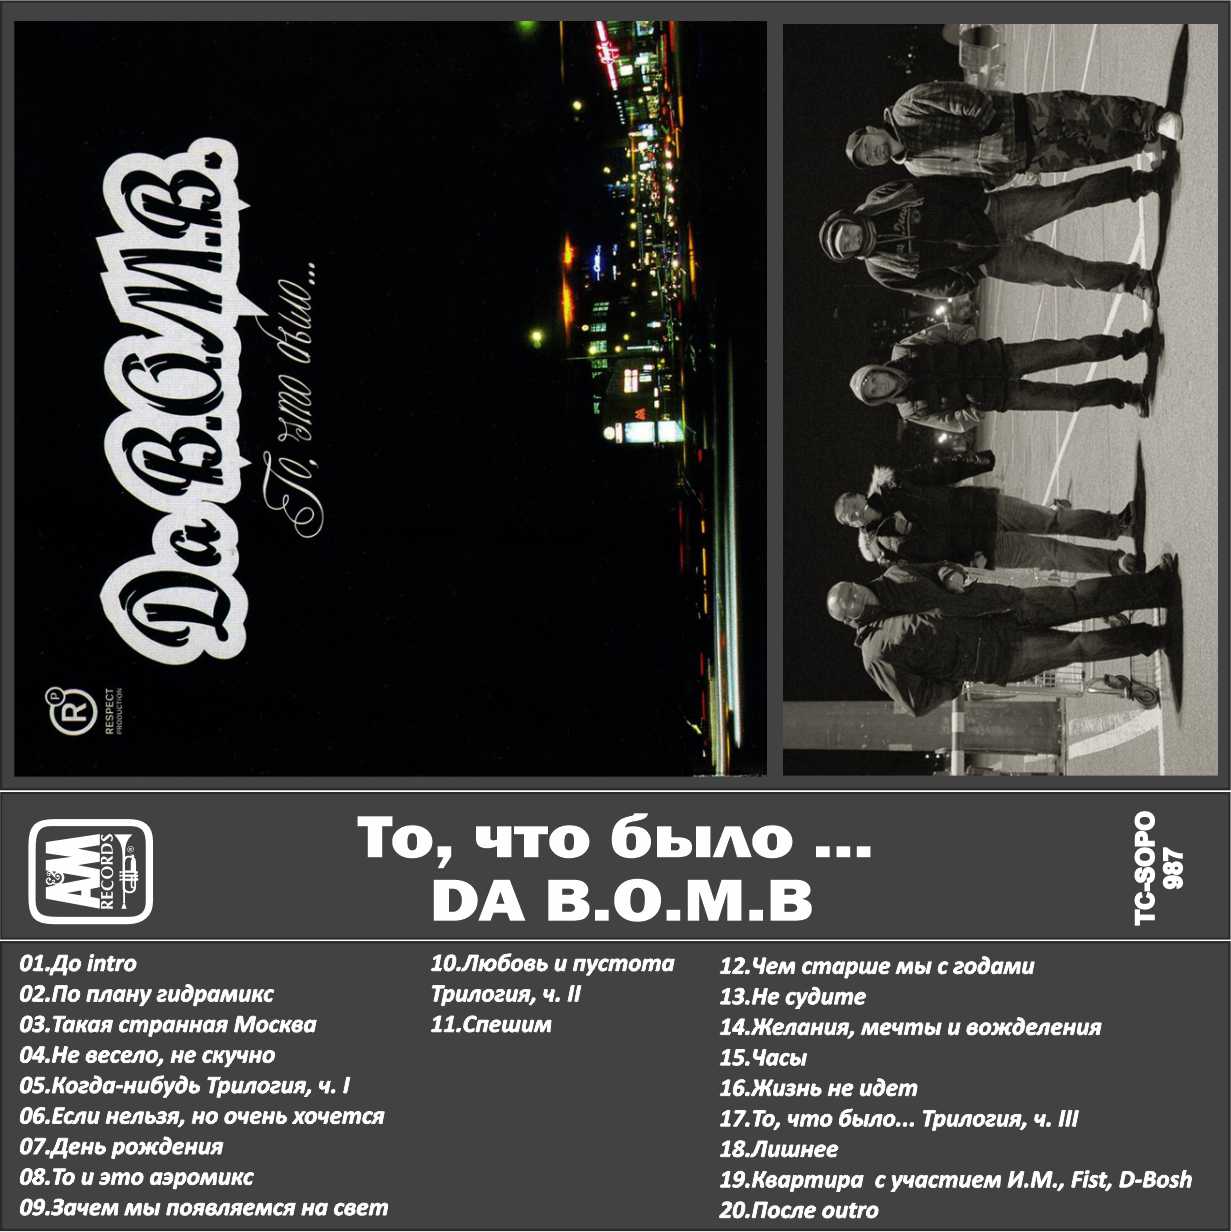 Da B.O.M.B.
То, это было...
R P
RESPECT
PRODUCTION
A&M
RECORDS
®
То, что было ...
DA B.O.M.B
TC-SOPO
987
01.До intro
02.По плану гидрамикс
03.Такая странная Москва
04.Не весело, не скучно
05.Когда-нибудь Трилогия, ч. I
06.Если нельзя, но очень хочется
07.День рождения
08.То и это аэромикс
09.Зачем мы появляемся на свет
10.Любовь и пустота
Трилогия, ч. II
11.Спешим
12.Чем старше мы с годами
13.Не судите
14.Желания, мечты и вожделения
15.Часы
16.Жизнь не идет
17.То, что было... Трилогия, ч. III
18.Лишнее
19.Квартира с участием И.М., Fist, D-Bosh
20.После outro